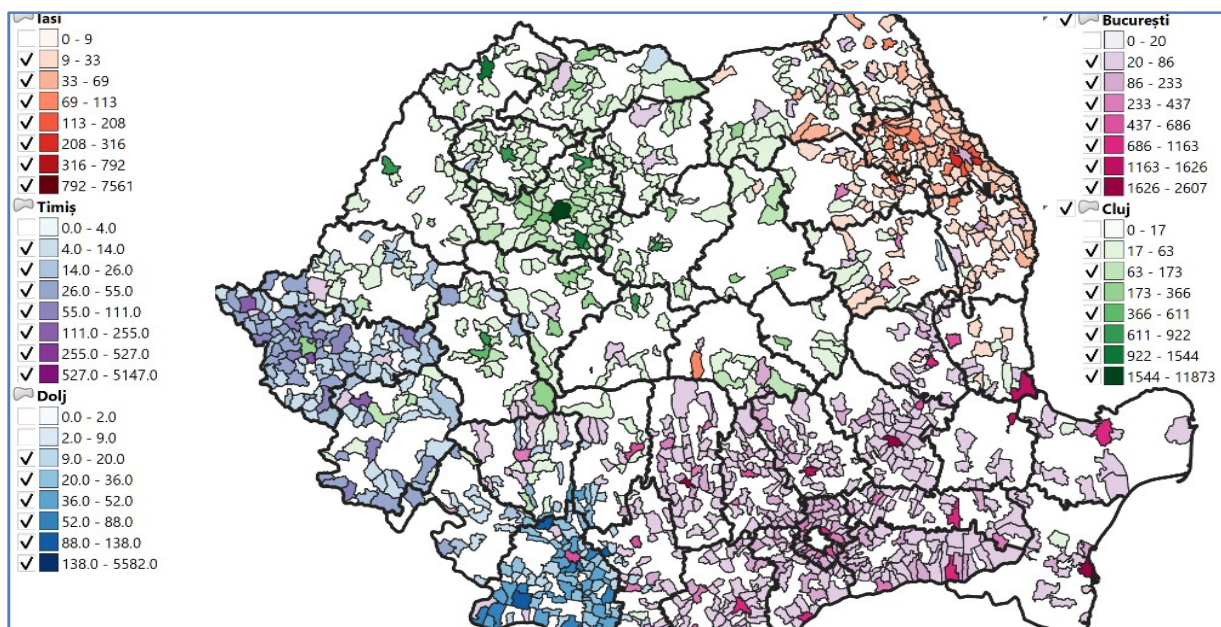 Iasi
0 - 9
9 - 33
33 - 69
69 - 113
113 - 208
208 - 316
316 - 792
792 - 7561
Timiș
0.0 - 4.0
4.0 - 14.0
14.0 - 26.0
26.0 - 55.0
55.0 - 111.0
111.0 - 255.0
255.0 - 527.0
527.0 - 5147.0
Dolj
0.0 - 2.0
2.0 - 9.0
9.0 - 20.0
20.0 - 36.0
36.0 - 52.0
52.0 - 88.0
88.0 - 138.0
138.0 - 5582.0
București
0 - 20
20 - 86
86 - 233
233 - 437
437 - 686
686 - 1163
1163 - 1626
1626 - 2607
Cluj
0 - 17
17 - 63
63 - 173
173 - 366
366 - 611
611 - 922
922 - 1544
1544 - 11873